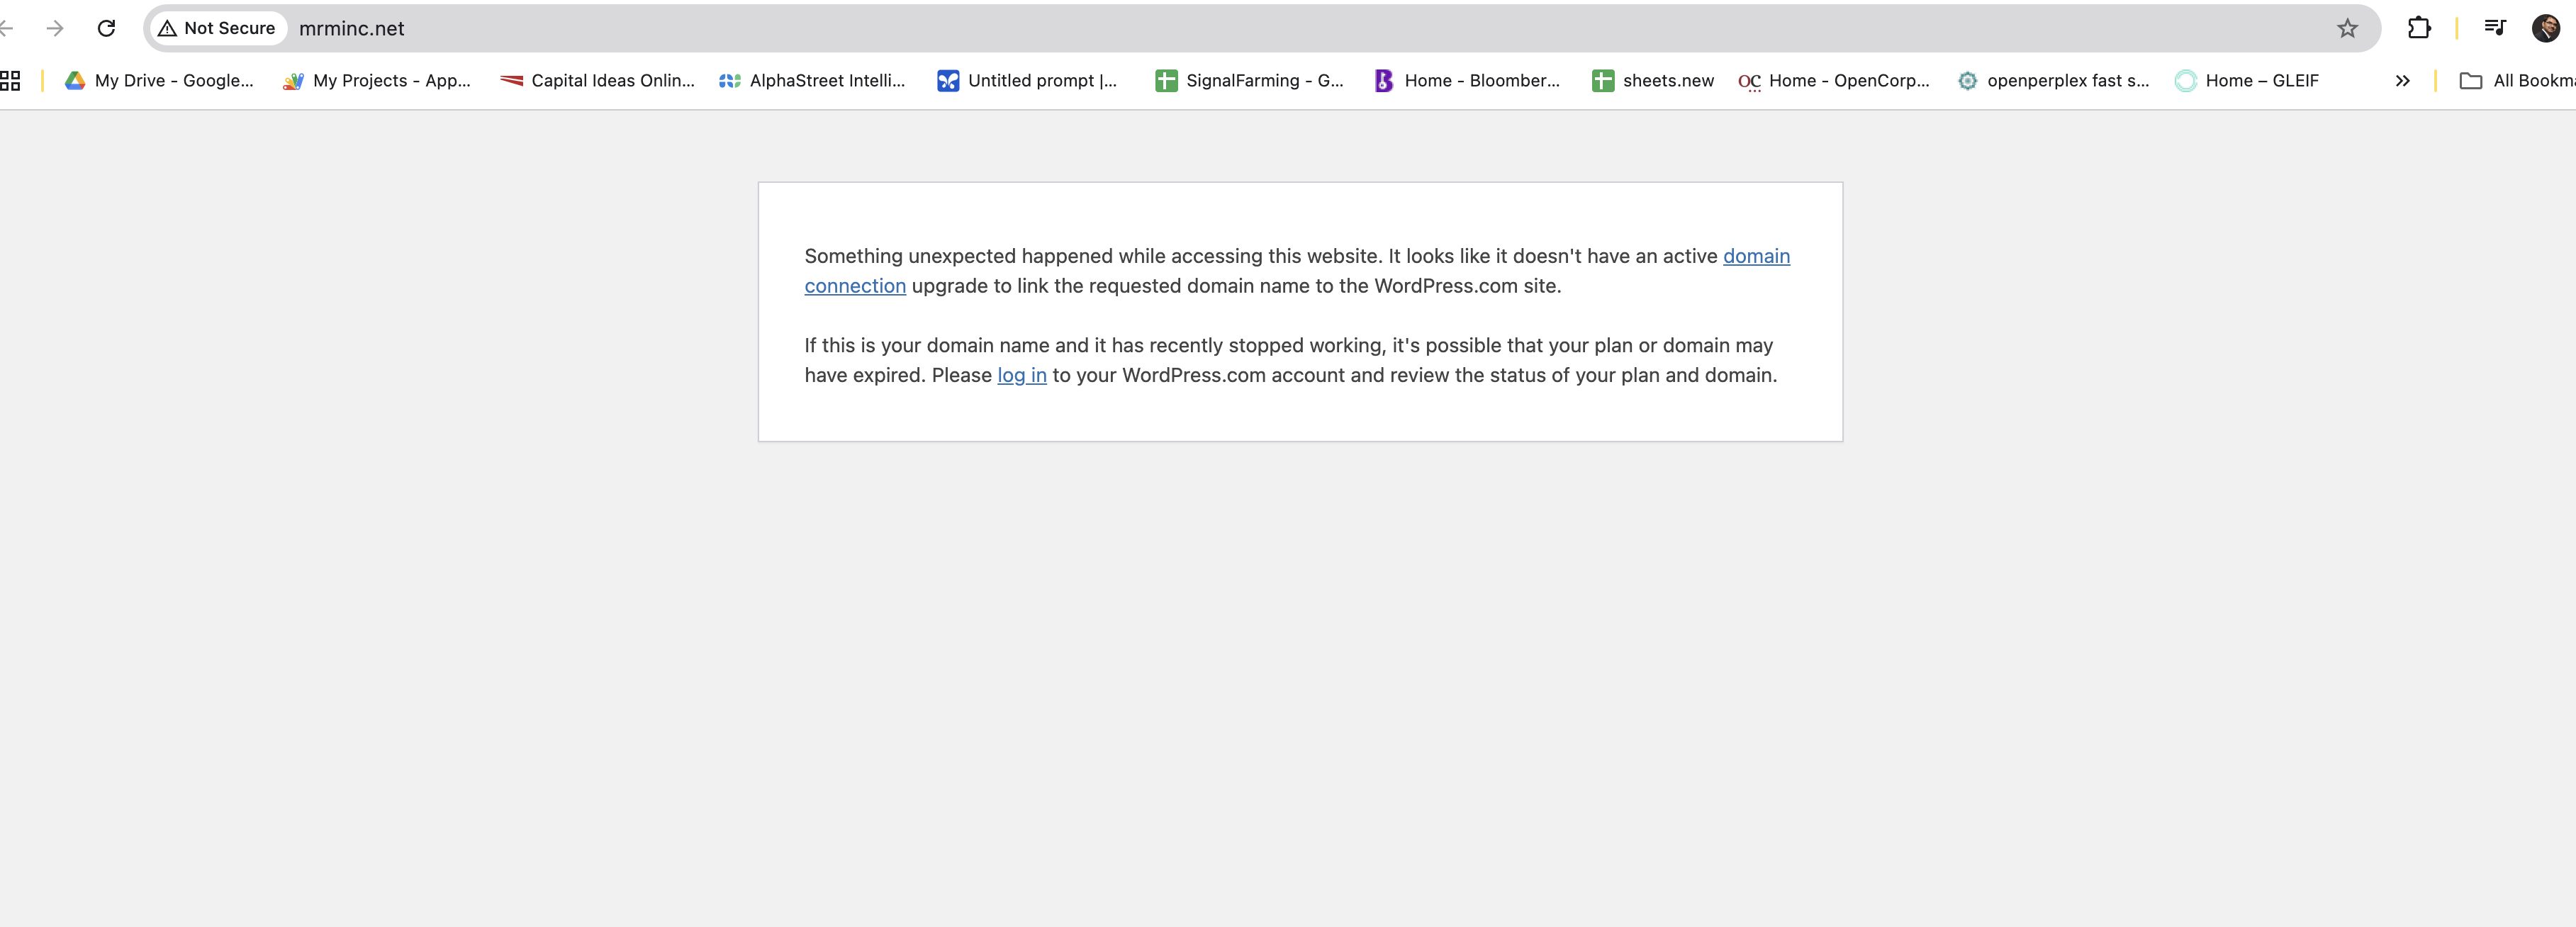 Not Secure mrminc.net
My Drive - Google... My Projects - App... Capital Ideas Onlin... AlphaStreet Intelli... Untitled prompt |... SignalFarming - G... Home - Bloomber... sheets.new OC Home - OpenCorp... openperplex fast s... Home – GLEIF All Bookma
Something unexpected happened while accessing this website. It looks like it doesn't have an active domain
connection upgrade to link the requested domain name to the WordPress.com site.
If this is your domain name and it has recently stopped working, it's possible that your plan or domain may
have expired. Please log in to your WordPress.com account and review the status of your plan and domain.